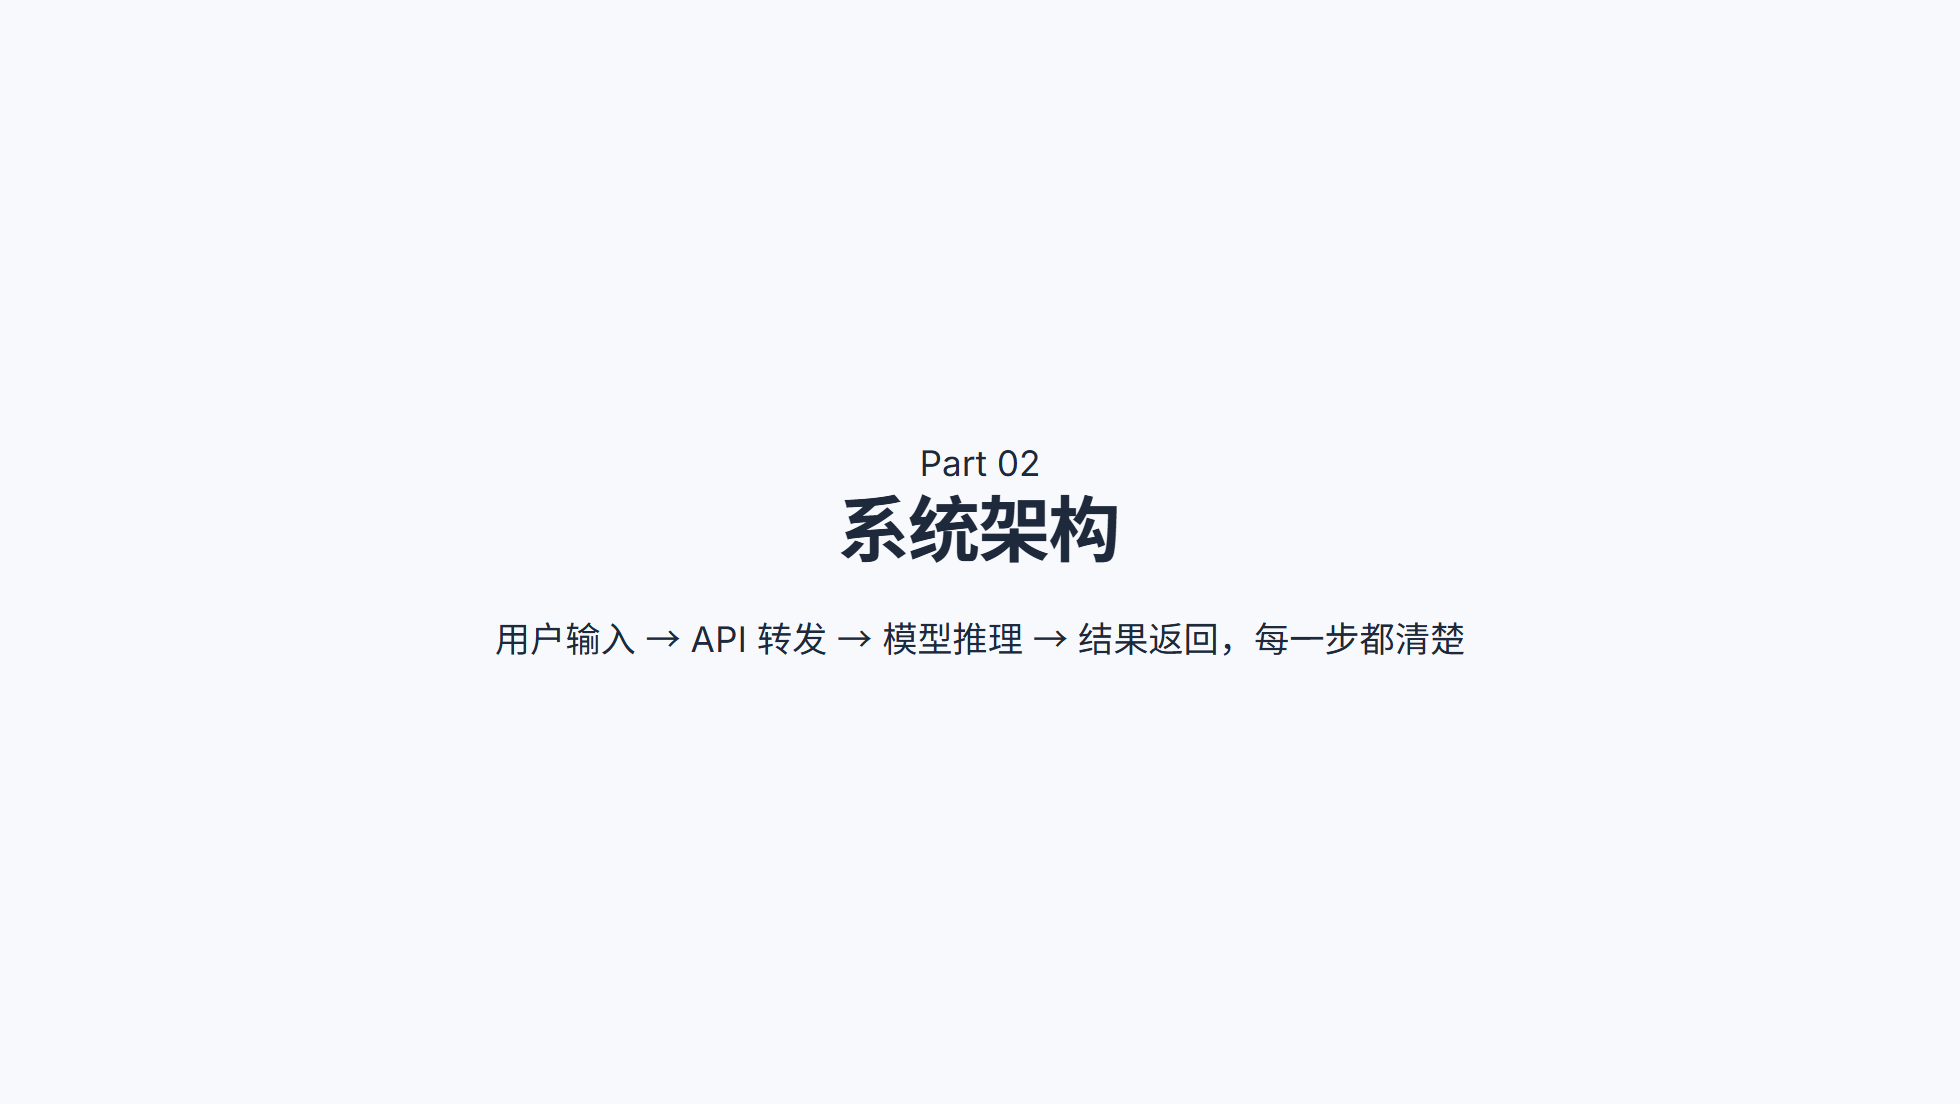 Part 02
系统架构
用户输入 → API 转发 → 模型推理 → 结果返回，每一步都清楚